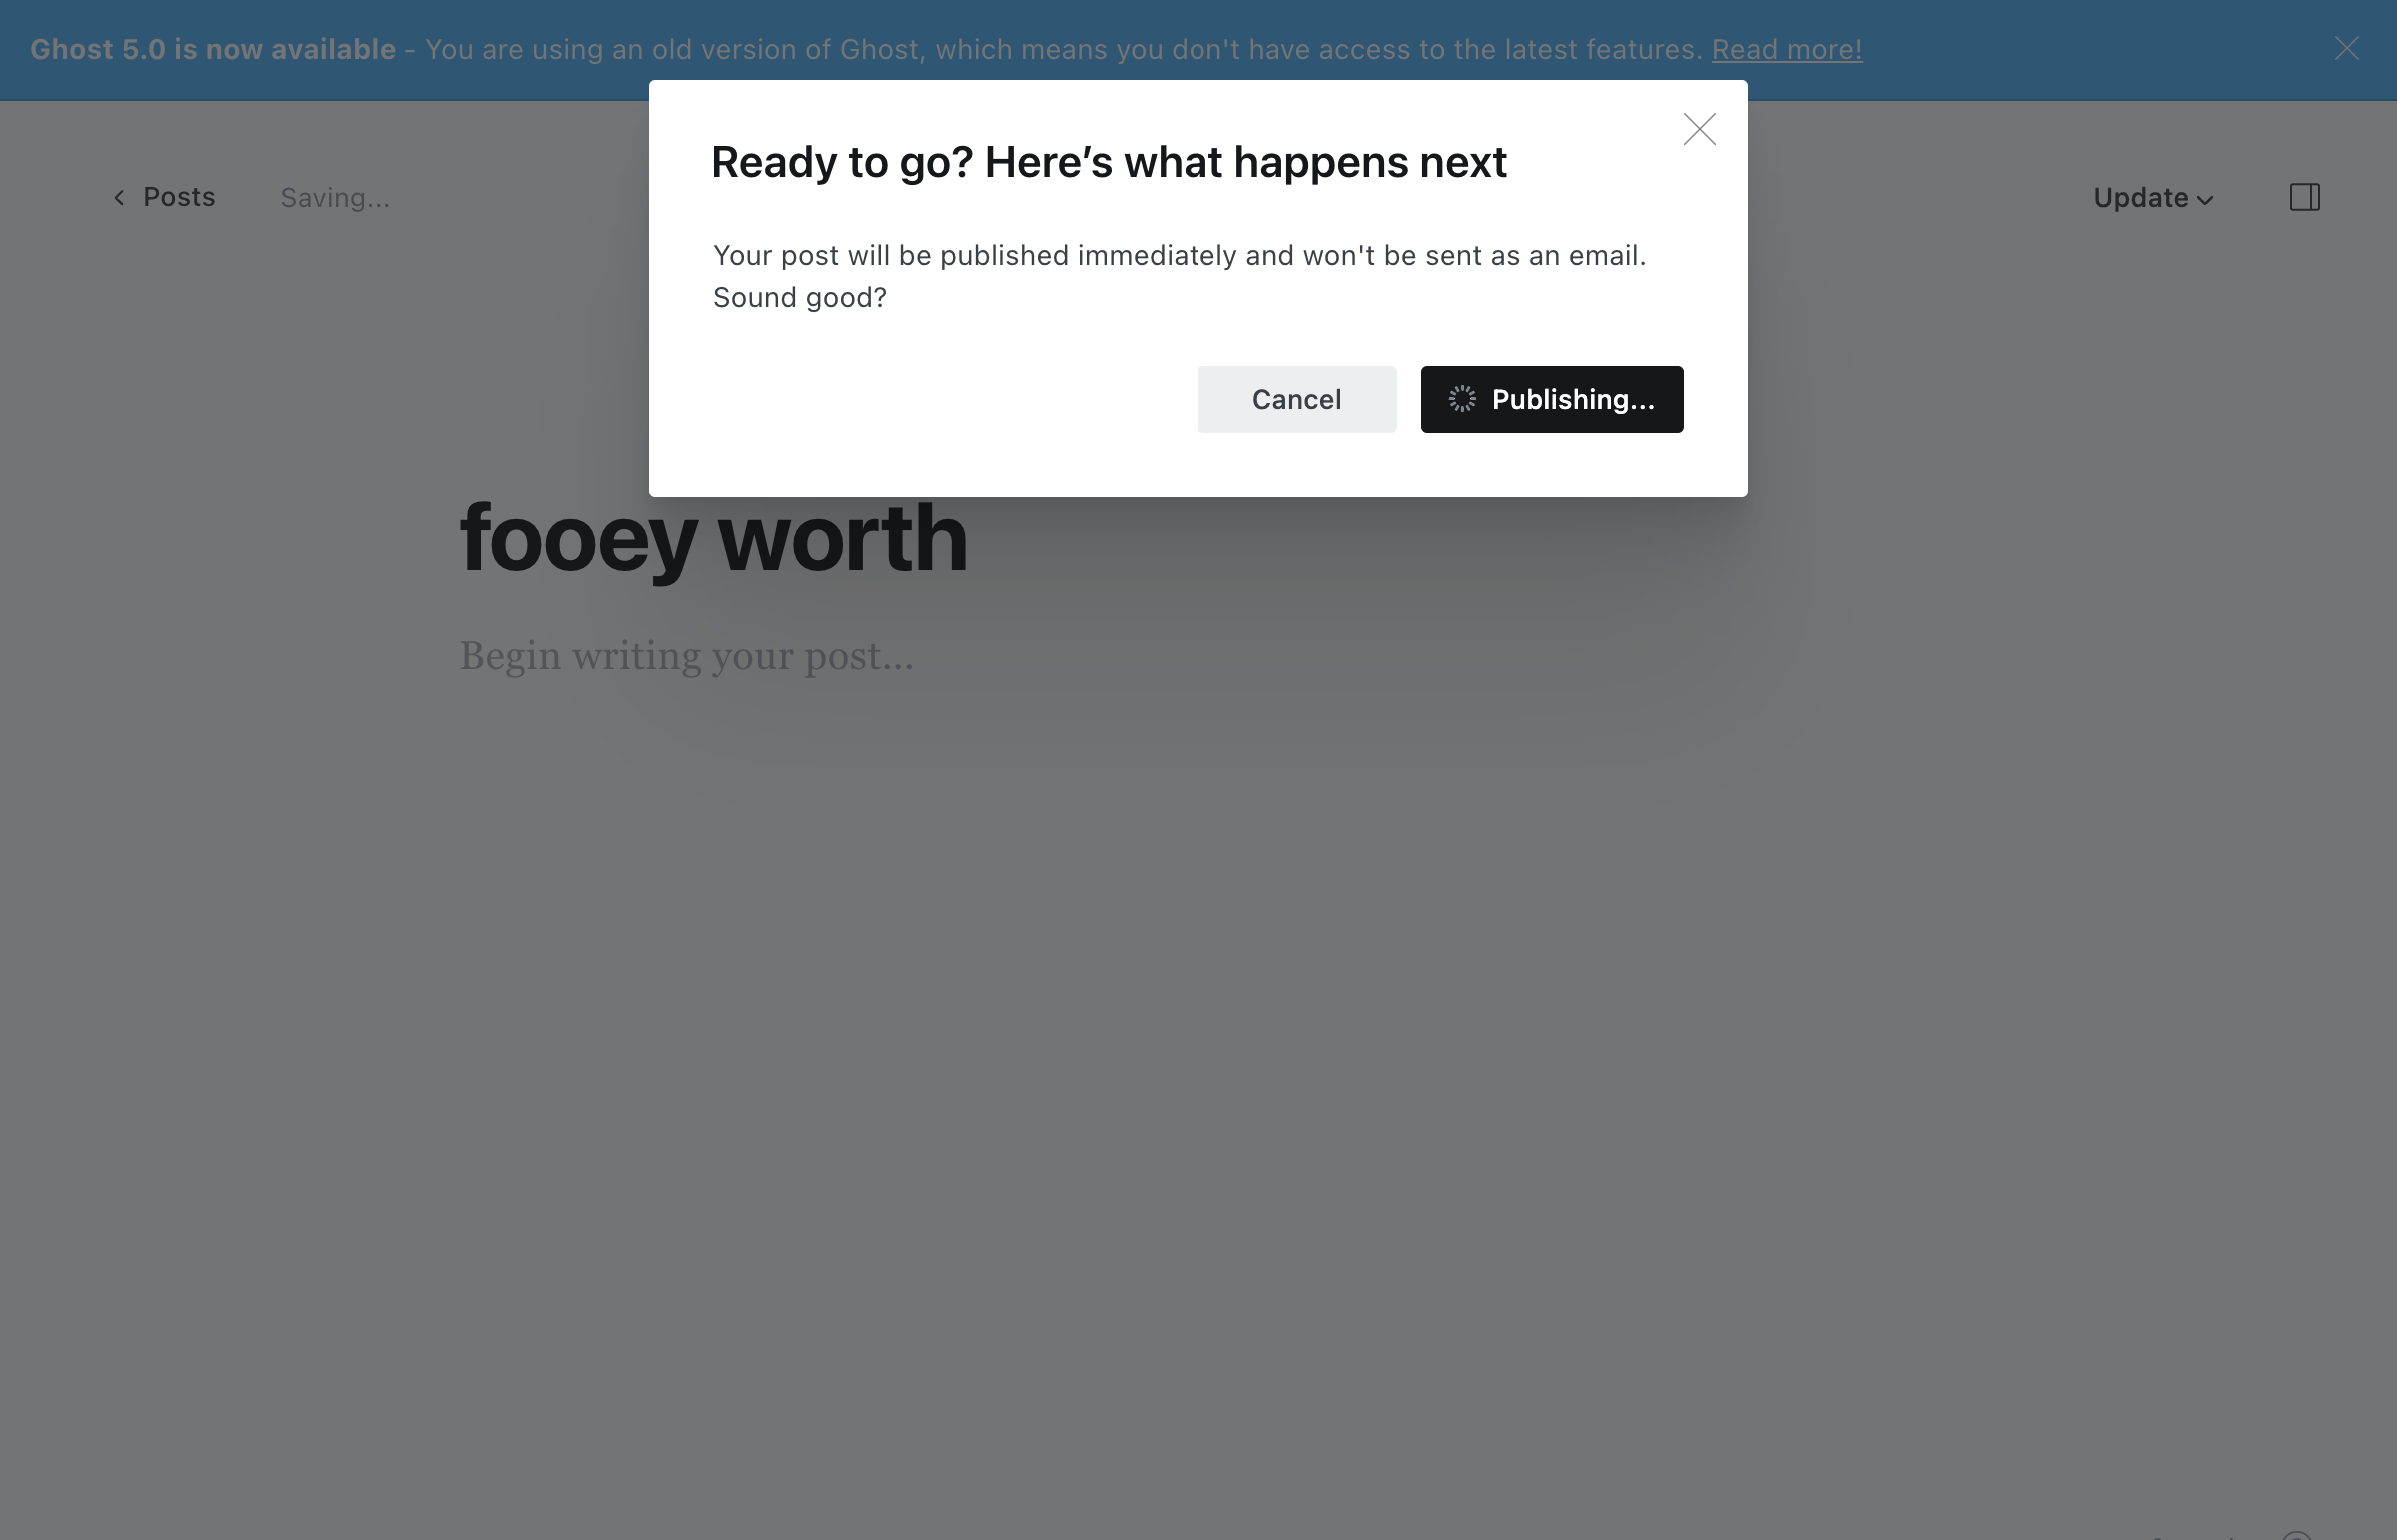 Ghost 5.0 is now available - You are using an old version of Ghost, which means you don't have access to the latest features. Read more!
Ready to go? Here’s what happens next
Posts
Saving...
Update
Your post will be published immediately and won't be sent as an email.
Sound good?
Cancel
Publishing...
fooey worth
Begin writing your post...